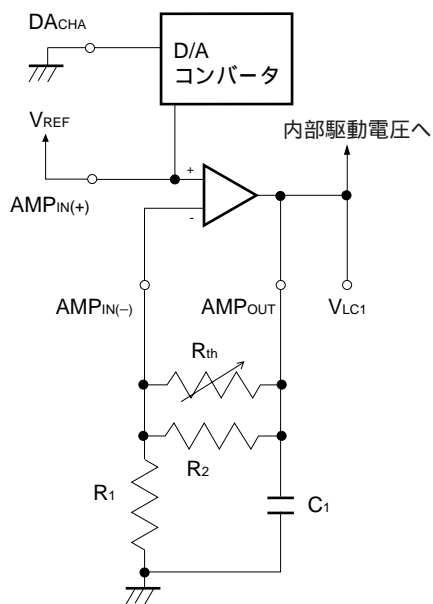 DACHA
D/A
コンバータ
VREF
内部駆動電圧へ
+
AMPIN(+)
-
AMPIN(−)
AMPOUT
VLC1
Rth
R2
R1
C1